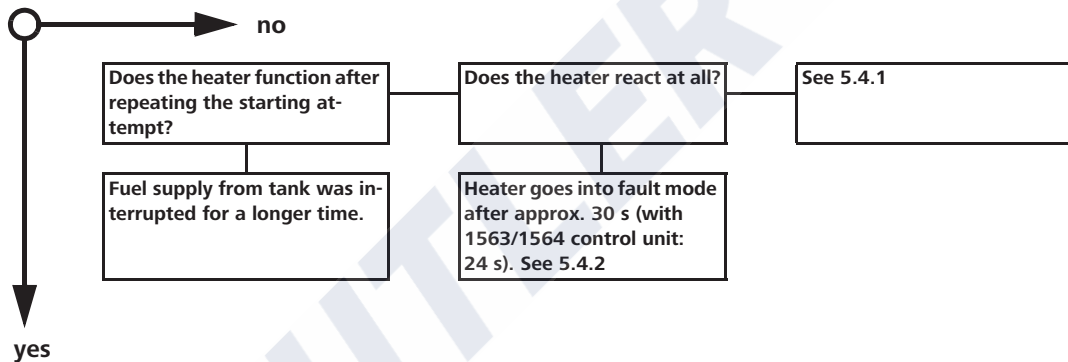 no
Does the heater function after
repeating the starting at-
tempt?
Does the heater react at all?
See 5.4.1
Fuel supply from tank was in-
terrupted for a longer time.
Heater goes into fault mode
after approx. 30 s (with
1563/1564 control unit:
24 s). See 5.4.2
yes